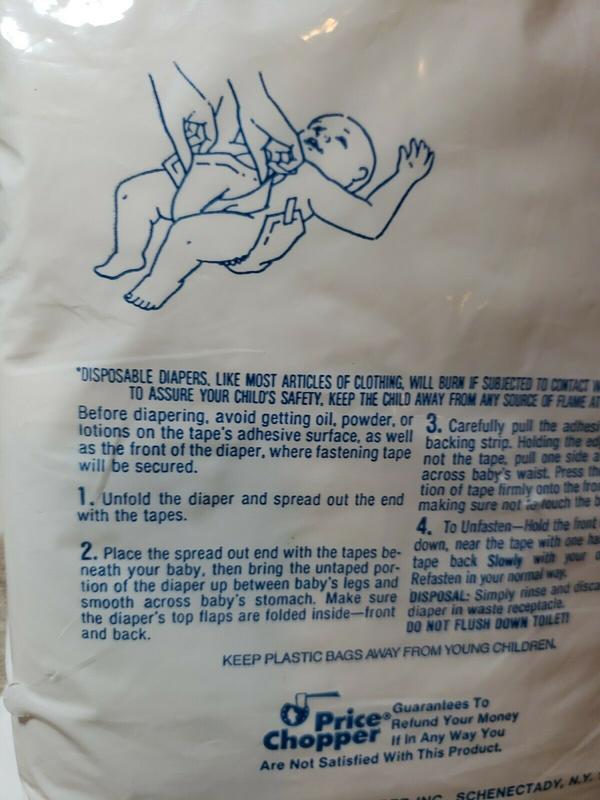 *DISPOSABLE DIAPERS, LIKE MOST ARTICLES OF CLOTHING, WILL BURN IF SUBJECTED TO CONTACT
TO ASSURE YOUR CHILD'S SAFETY, KEEP THE CHILD AWAY FROM ANY SOURCE OF FLAME
Before diapering, avoid getting oil, powder, or
lotions on the tape's adhesive surface, as well
as the front of the diaper, where fastening tape
will be secured.
1. Unfold the diaper and spread out the end
with the tapes.
2. Place the spread out end with the tapes be-
neath your baby, then bring the untaped por-
tion of the diaper up between baby's legs and
smooth across baby's stomach. Make sure
the diaper's top flaps are folded inside—front
and back.
3. Carefully pull the
backing strip. Holding the
not the tape, pull one side
across baby's waist. Press
tion of tape firmly onto the
making sure not to touch the
4. To Unfasten—Hold the front
down, near the tape with one
tape back Slowly with your
Refasten in your normal way.
DISPOSAL: Simply rinse and
diaper in waste receptacle.
DO NOT FLUSH DOWN TOILET!
KEEP PLASTIC BAGS AWAY FROM YOUNG CHILDREN.
Price®
Chopper
Guarantees To
Refund Your Money
If In Any Way You
Are Not Satisfied With This Product.
INC. SCHENECTADY, N.Y.